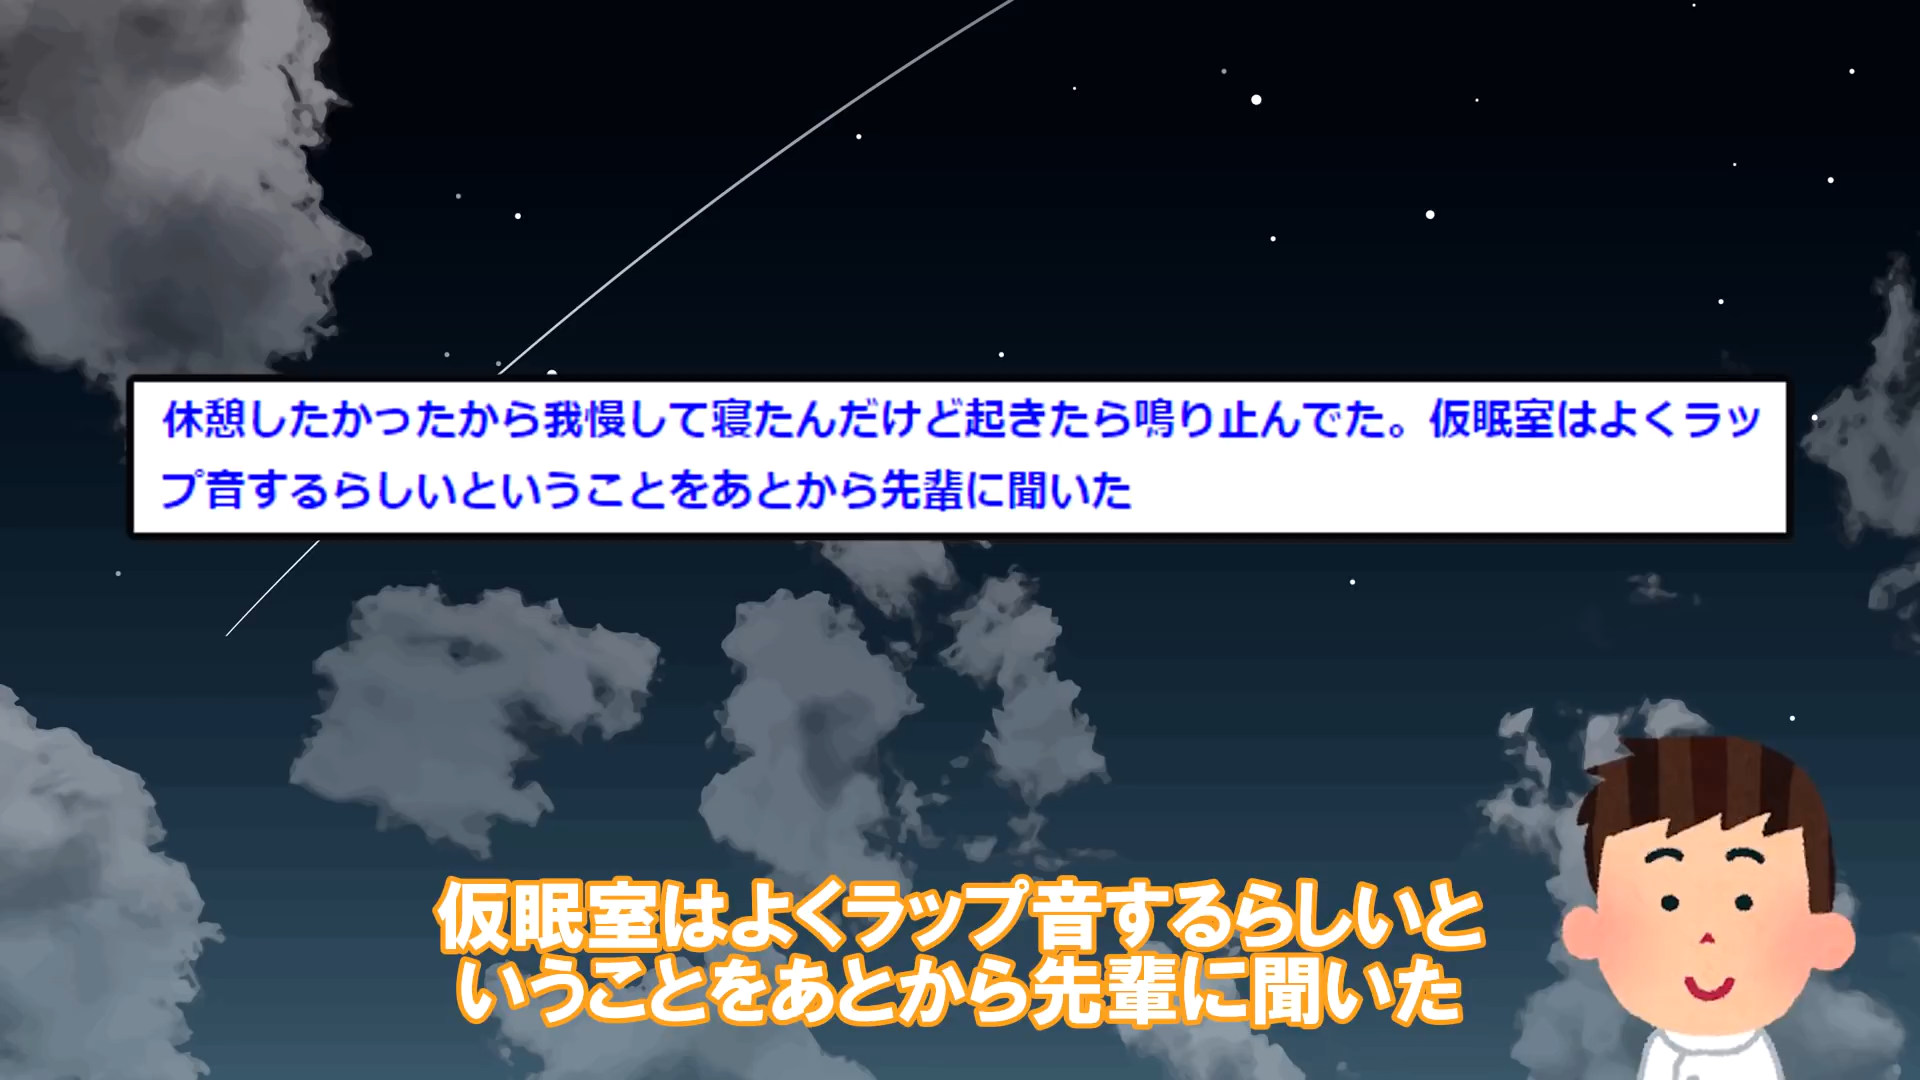 休憩したかったから我慢して寝たんだけど起きたら鳴り止んでた。仮眠室はよくラッ
プ音するらしいということをあとから先輩に聞いた
仮眠室はよくラップ音するらしいと
いうことをあとから先輩に聞いた